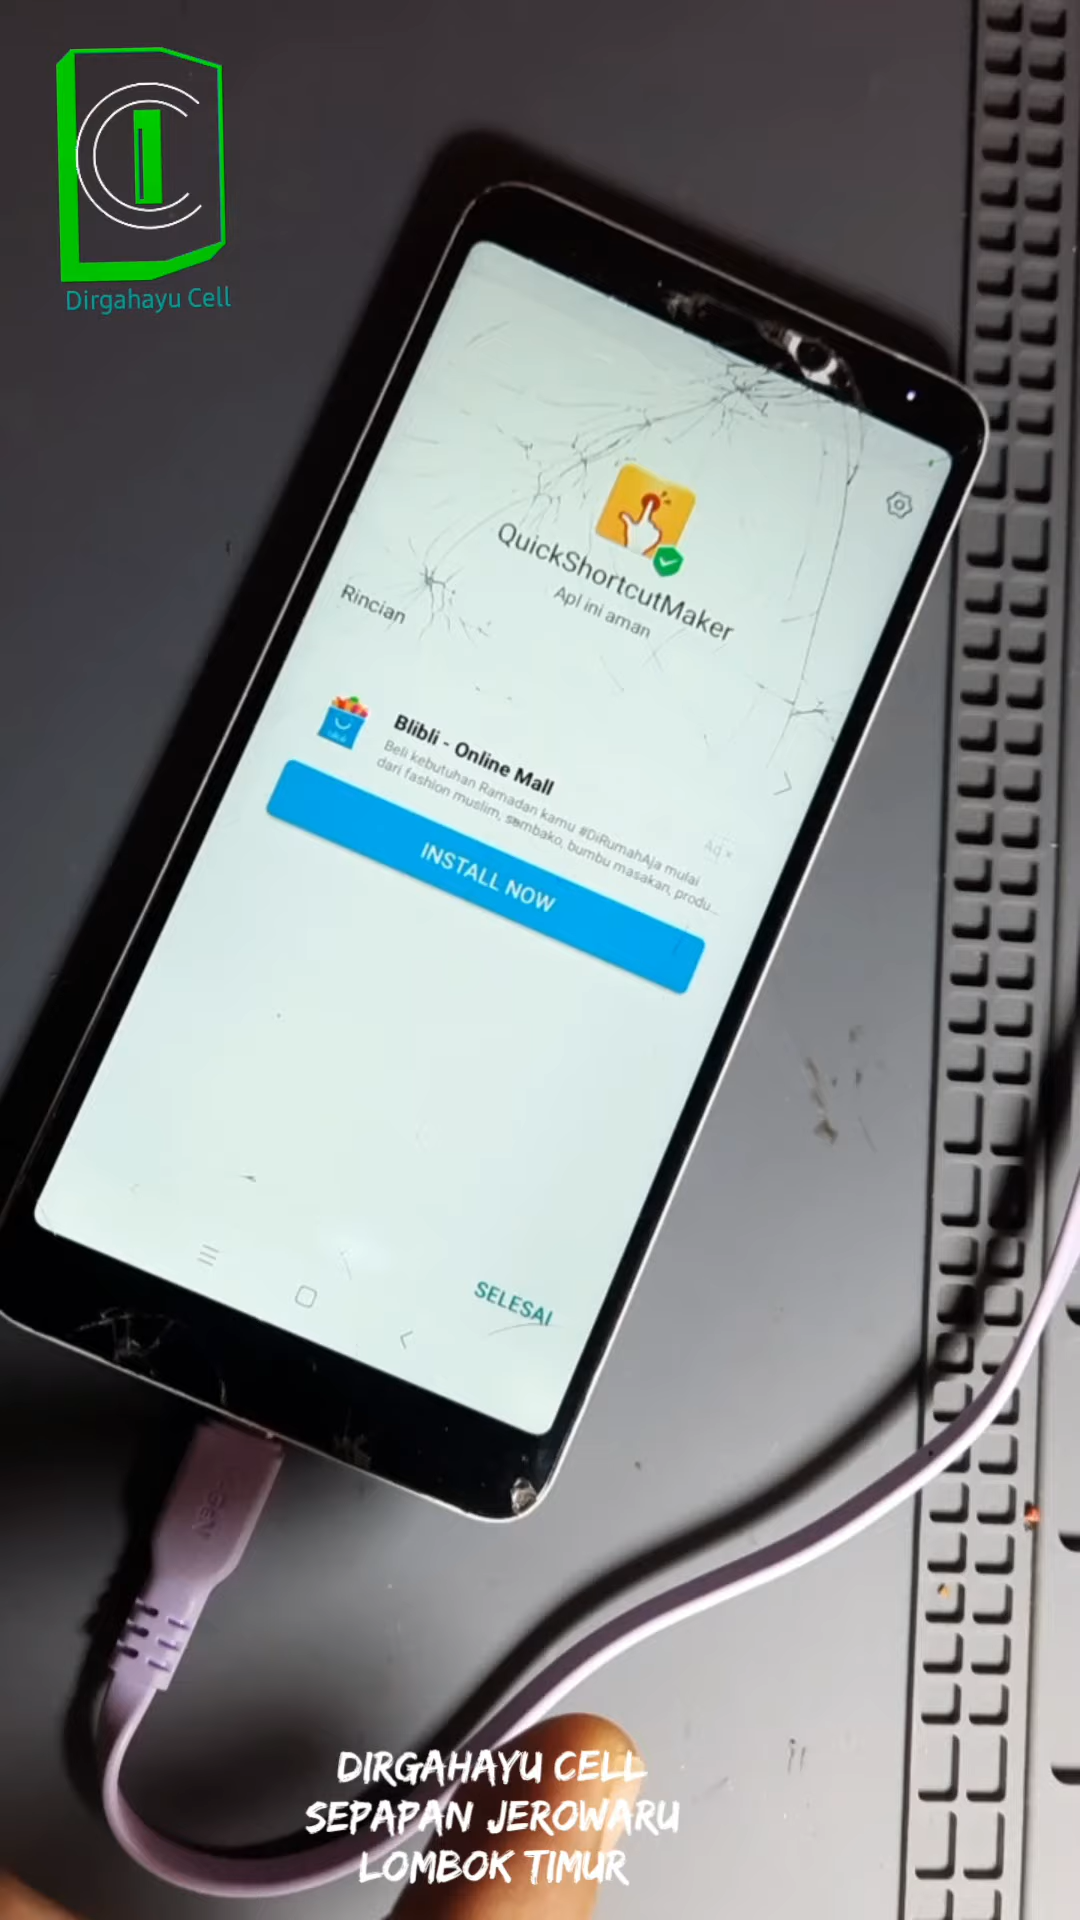 Dirgahayu Cell
QuickShortcutMaker
Apl ini aman
Rincian
Blibli - Online Mall
Beli kebutuhan Ramadan kamu #DiRumahAja mulai
dari fashion muslim, sembako, bumbu masakan, produ...
Ad ×
INSTALL NOW
SELESAI
DIRGAHAYU CELL
SEPAPAN JEROWARU
LOMBOK TIMUR